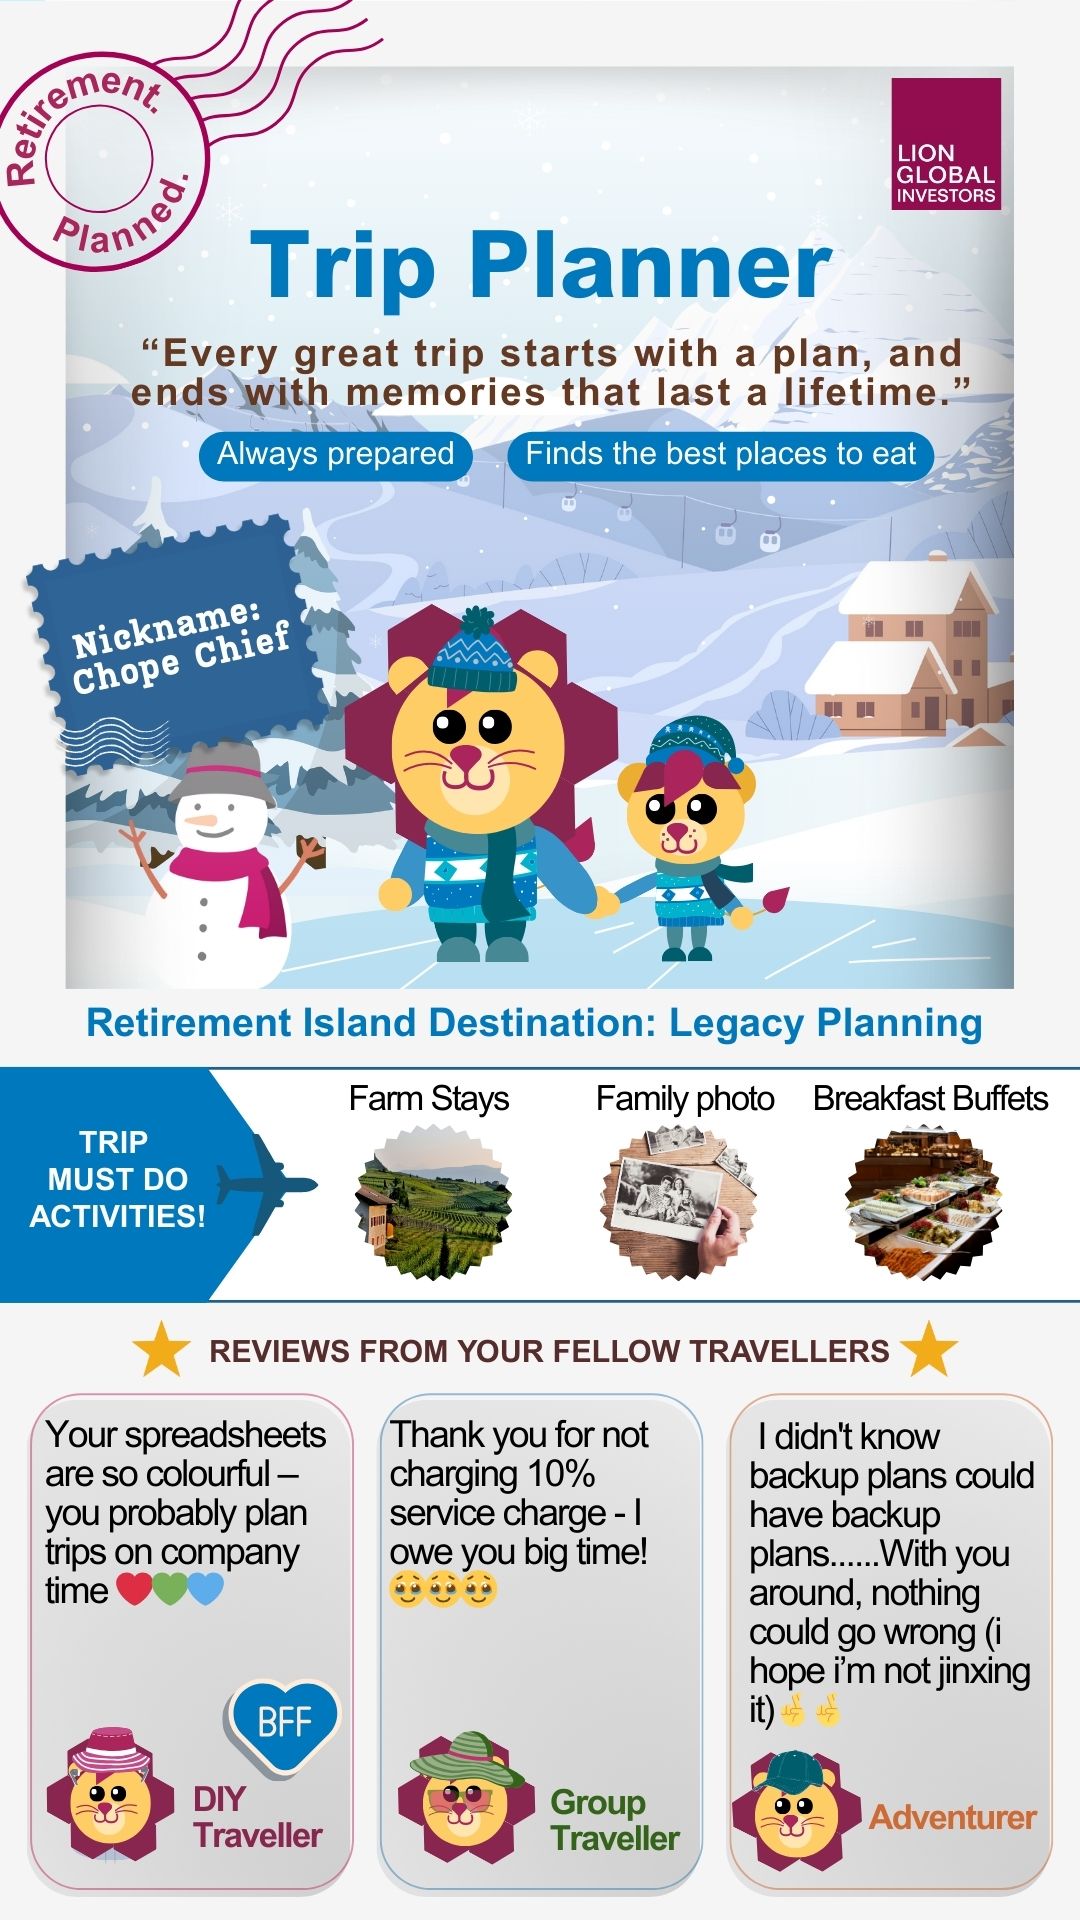 Retirement.
Planned.
LION
GLOBAL
INVESTORS
Trip Planner
“Every great trip starts with a plan, and
ends with memories that last a lifetime.”
Always prepared
Finds the best places to eat
Nickname:
Chope Chief
Retirement Island Destination: Legacy Planning
TRIP
MUST DO
ACTIVITIES!
Farm Stays
Family photo
Breakfast Buffets
REVIEWS FROM YOUR FELLOW TRAVELLERS
Your spreadsheets
are so colourful –
you probably plan
trips on company
time ❤️💚💙
BFF
DIY
Traveller
Thank you for not
charging 10%
service charge - I
owe you big time!
🥹🥹🥹
Group
Traveller
I didn't know
backup plans could
have backup
plans......With you
around, nothing
could go wrong (i
hope i’m not jinxing
it)🤞🤞
Adventurer